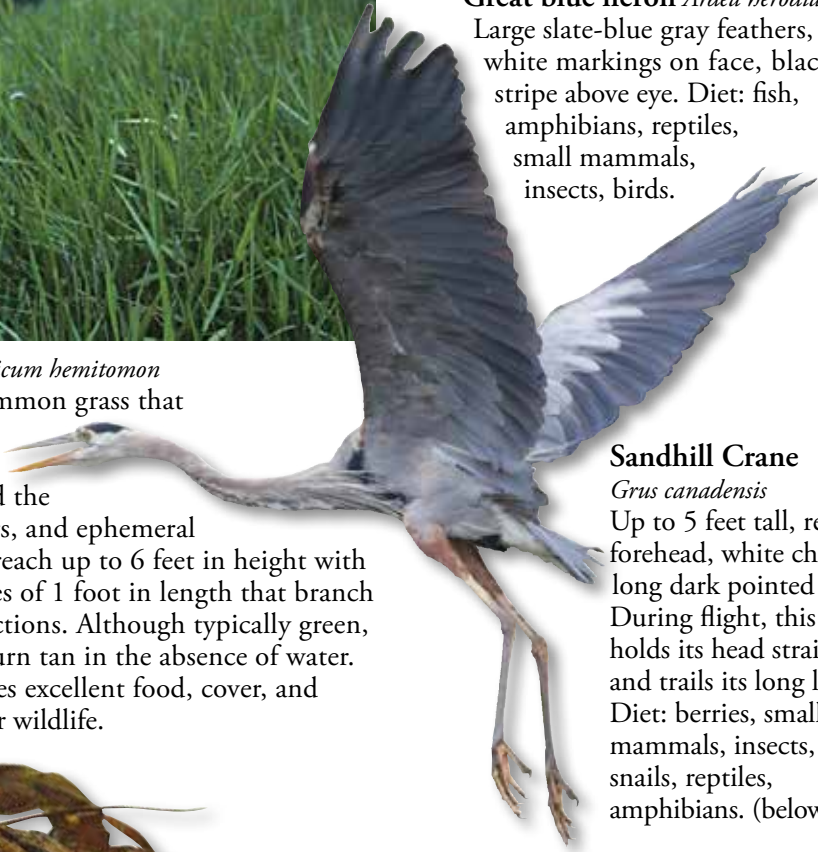 Great blue heron Ardea
Large slate-blue gray feathers,
white markings on face, blac
stripe above eye. Diet: fish,
amphibians, reptiles,
small mammals,
insects, birds.
icum hemitomon
mmon grass that
d the
s, and ephemeral
reach up to 6 feet in height with
es of 1 foot in length that branch
ctions. Although typically green,
urn tan in the absence of water.
es excellent food, cover, and
r wildlife.
Sandhill Crane
Grus canadensis
Up to 5 feet tall, re
forehead, white ch
long dark pointed
During flight, this
holds its head strai
and trails its long l
Diet: berries, small
mammals, insects,
snails, reptiles,
amphibians. (below